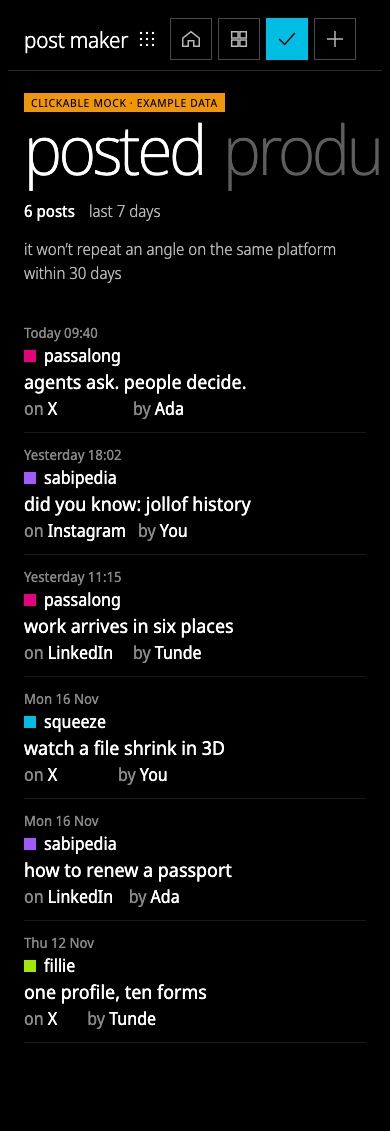 post maker
CLICKABLE MOCK · EXAMPLE DATA
posted produ
6 posts last 7 days
it won't repeat an angle on the same platform
within 30 days
Today 09:40
passalong
agents ask. people decide.
on X by Ada
Yesterday 18:02
sabipedia
did you know: jollof history
on Instagram by You
Yesterday 11:15
passalong
work arrives in six places
on LinkedIn by Tunde
Mon 16 Nov
squeeze
watch a file shrink in 3D
on X by You
Mon 16 Nov
sabipedia
how to renew a passport
on LinkedIn by Ada
Thu 12 Nov
fillie
one profile, ten forms
on X by Tunde